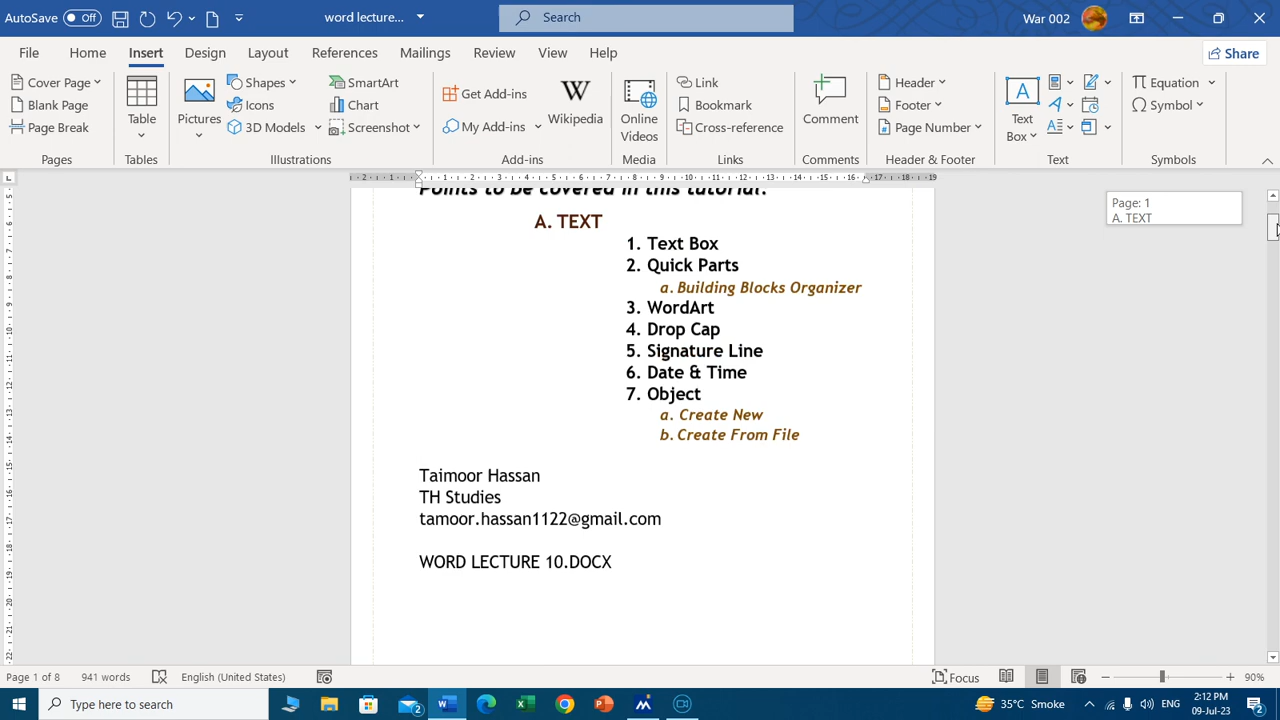 AutoSave Off word lecture... Search War 002
File Home Insert Design Layout References Mailings Review View Help Share
Cover Page
Blank Page
Page Break
Pages
Table
Tables
Pictures
Shapes
Icons
3D Models
SmartArt
Chart
Screenshot
Illustrations
Get Add-ins
My Add-ins
Wikipedia
Add-ins
Online
Videos
Media
Link
Bookmark
Cross-reference
Links
Comment
Comments
Header
Footer
Page Number
Header & Footer
Text
Box
Text
Equation
Symbol
Symbols
Points to be covered in this tutorial:
A. TEXT
1. Text Box
2. Quick Parts
a. Building Blocks Organizer
3. WordArt
4. Drop Cap
5. Signature Line
6. Date & Time
7. Object
a. Create New
b. Create From File
Taimoor Hassan
TH Studies
tamoor.hassan1122@gmail.com
WORD LECTURE 10.DOCX
Page: 1
A. TEXT
Page 1 of 8 941 words English (United States) Focus 90%
Type here to search 35°C Smoke ENG 2:12 PM
09-Jul-23